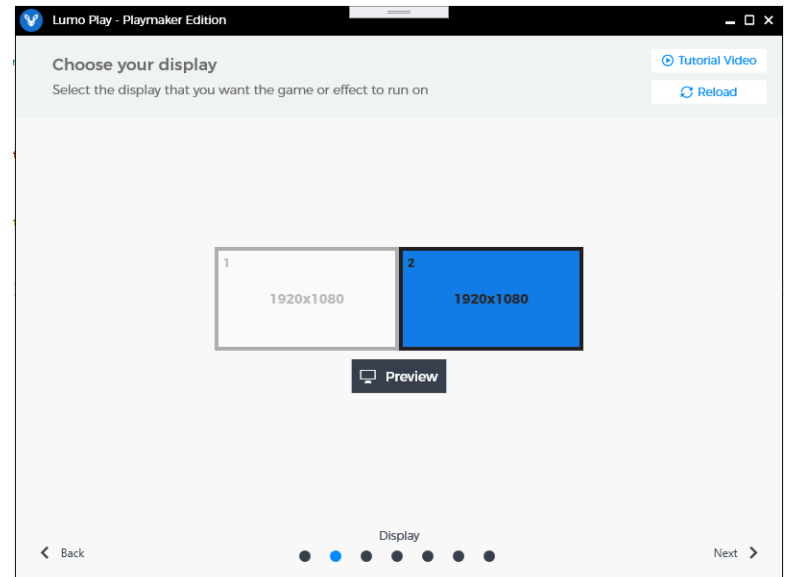 Lumo Play - Playmaker Edition
Choose your display
Select the display that you want the game or effect to run on
Tutorial Video
Reload
1
1920x1080
2
1920x1080
Preview
Display
Back
Next